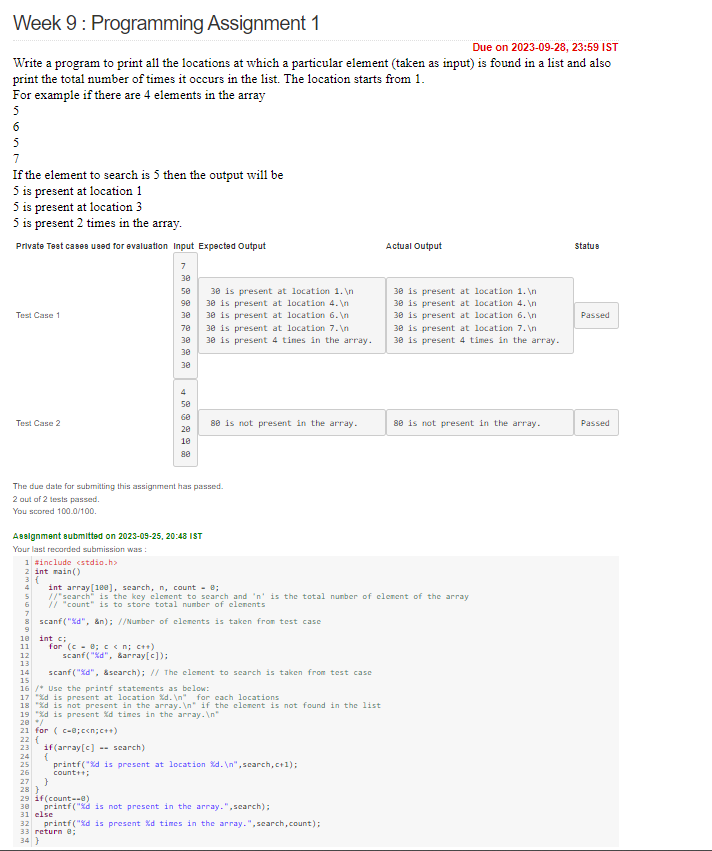 Week 9 : Programming Assignment 1
Due on 2023-09-28, 23:59 IST
Write a program to print all the locations at which a particular element (taken as input) is found in a list and also
print the total number of times it occurs in the list. The location starts from 1.
For example if there are 4 elements in the array
5
6
5
7
If the element to search is 5 then the output will be
5 is present at location 1
5 is present at location 3
5 is present 2 times in the array.
Private Test cases used for evaluation Input Expected Output Actual Output Status
Test Case 1
7
30
50
90
30
70
30
30
30
30 is present at location 1.\n
30 is present at location 4.\n
30 is present at location 6.\n
30 is present at location 7.\n
30 is present 4 times in the array.
30 is present at location 1.\n
30 is present at location 4.\n
30 is present at location 6.\n
30 is present at location 7.\n
30 is present 4 times in the array.
Passed
Test Case 2
4
50
60
20
10
80
80 is not present in the array.
80 is not present in the array.
Passed
The due date for submitting this assignment has passed.
2 out of 2 tests passed.
You scored 100.0/100.
Assignment submitted on 2023-09-25, 20:48 IST
Your last recorded submission was :
1 #include <stdio.h>
2 int main()
3 {
4 int array[100], search, n, count = 0;
5 //"search" is the key element to search and 'n' is the total number of element of the array
6 // "count" is to store total number of elements
7
8 scanf("%d", &n); //Number of elements is taken from test case
9
10 int c;
11 for (c = 0; c < n; c++)
12 scanf("%d", &array[c]);
13
14 scanf("%d", &search); // The element to search is taken from test case
15
16 /* Use the printf statements as below:
17 "%d is present at location %d.\n" for each locations
18 "%d is not present in the array.\n" if the element is not found in the list
19 "%d is present %d times in the array.\n"
20 */
21 for ( c=0;c<n;c++)
22 {
23 if(array[c] == search)
24 {
25 printf("%d is present at location %d.\n",search,c+1);
26 count++;
27 }
28 }
29 if(count==0)
30 printf("%d is not present in the array.",search);
31 else
32 printf("%d is present %d times in the array.",search,count);
33 return 0;
34 }